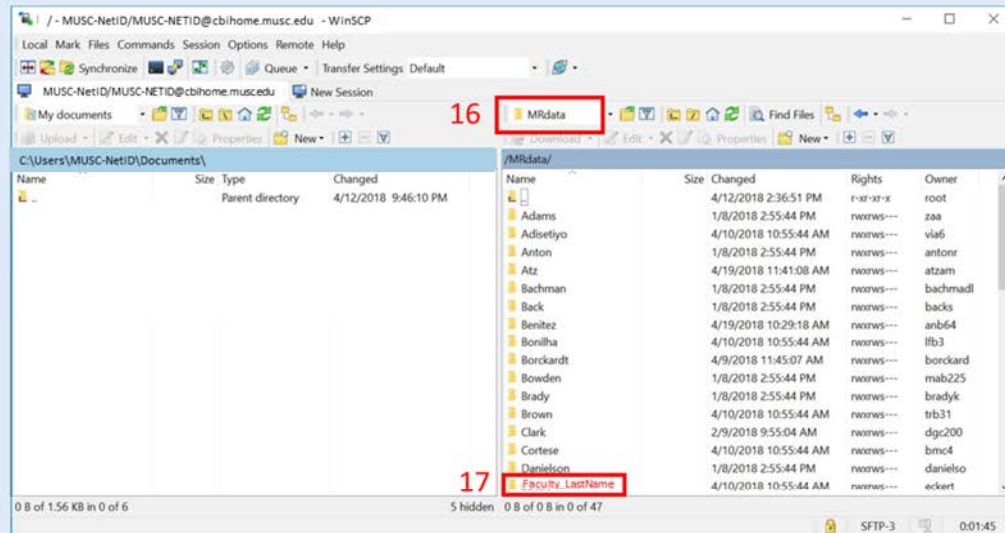 / - MUSC-NetID/MUSC-NETID@cbihome.musc.edu - WinSCP
Local Mark Files Commands Session Options Remote Help
Synchronize Queue Transfer Settings Default
MUSC-NetID/MUSC-NETID@cbihome.musc.edu New Session
My documents 16 MRdata Find Files
Upload Edit Properties New Download Edit Properties New
C:\Users\MUSC-NetID\Documents\ /MRdata/
Name Size Type Changed Name Size Changed Rights Owner
.. Parent directory 4/12/2018 9:46:10 PM 4/12/2018 2:36:51 PM r-xr-xr-x root
Adams 1/8/2018 2:55:44 PM rwxrws--- zaa
Adisetiyo 4/10/2018 10:55:44 AM rwxrws--- via6
Anton 1/8/2018 2:55:44 PM rwxrws--- antonr
Atz 4/19/2018 11:41:08 AM rwxrws--- atzam
Bachman 1/8/2018 2:55:44 PM rwxrws--- bachmadl
Back 1/8/2018 2:55:44 PM rwxrws--- backs
Benitez 4/19/2018 10:29:18 AM rwxrws--- anb64
Bonilha 4/10/2018 10:55:44 AM rwxrws--- lfb3
Borckardt 4/9/2018 11:45:07 AM rwxrws--- borckard
Bowden 1/8/2018 2:55:44 PM rwxrws--- mab225
Brady 1/8/2018 2:55:44 PM rwxrws--- bradyk
Brown 4/10/2018 10:55:44 AM rwxrws--- trb31
Clark 2/9/2018 9:55:04 AM rwxrws--- dgc200
Cortese 4/10/2018 10:55:44 AM rwxrws--- bmc4
Danielson 1/8/2018 2:55:44 PM rwxrws--- danielso
17 Faculty_LastName 4/10/2018 10:55:44 AM rwxrws--- eckert
0 B of 1.56 KB in 0 of 6 5 hidden 0 B of 0 B in 0 of 47
SFTP-3 0:01:45